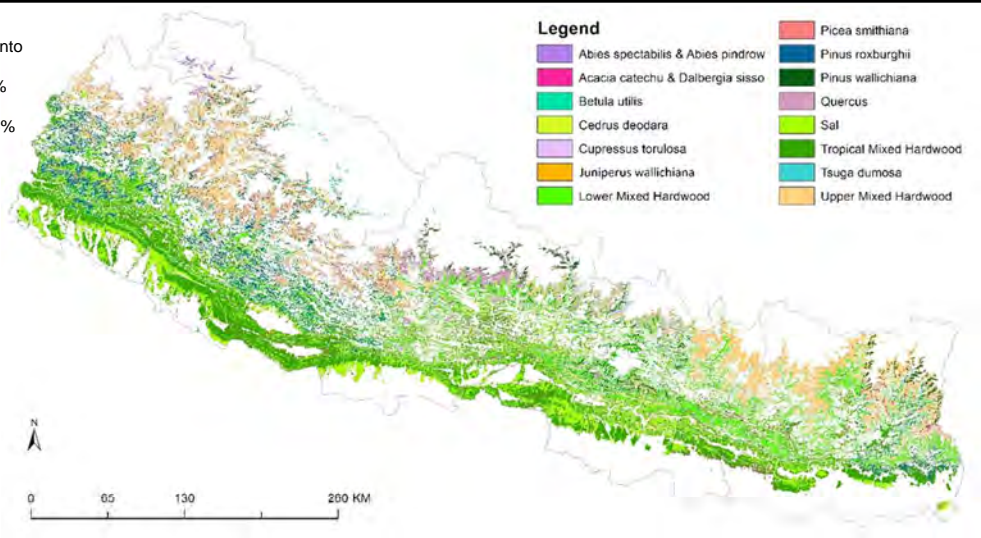 nto
%
%
Legend
Abies spectabilis & Abies pindrow
Acacia catechu & Dalbergia sisso
Betula utilis
Cedrus deodara
Cupressus torulosa
Juniperus wallichiana
Lower Mixed Hardwood
Picea smithiana
Pinus roxburghii
Pinus wallichiana
Quercus
Sal
Tropical Mixed Hardwood
Tsuga dumosa
Upper Mixed Hardwood
N
0 65 130 260 KM